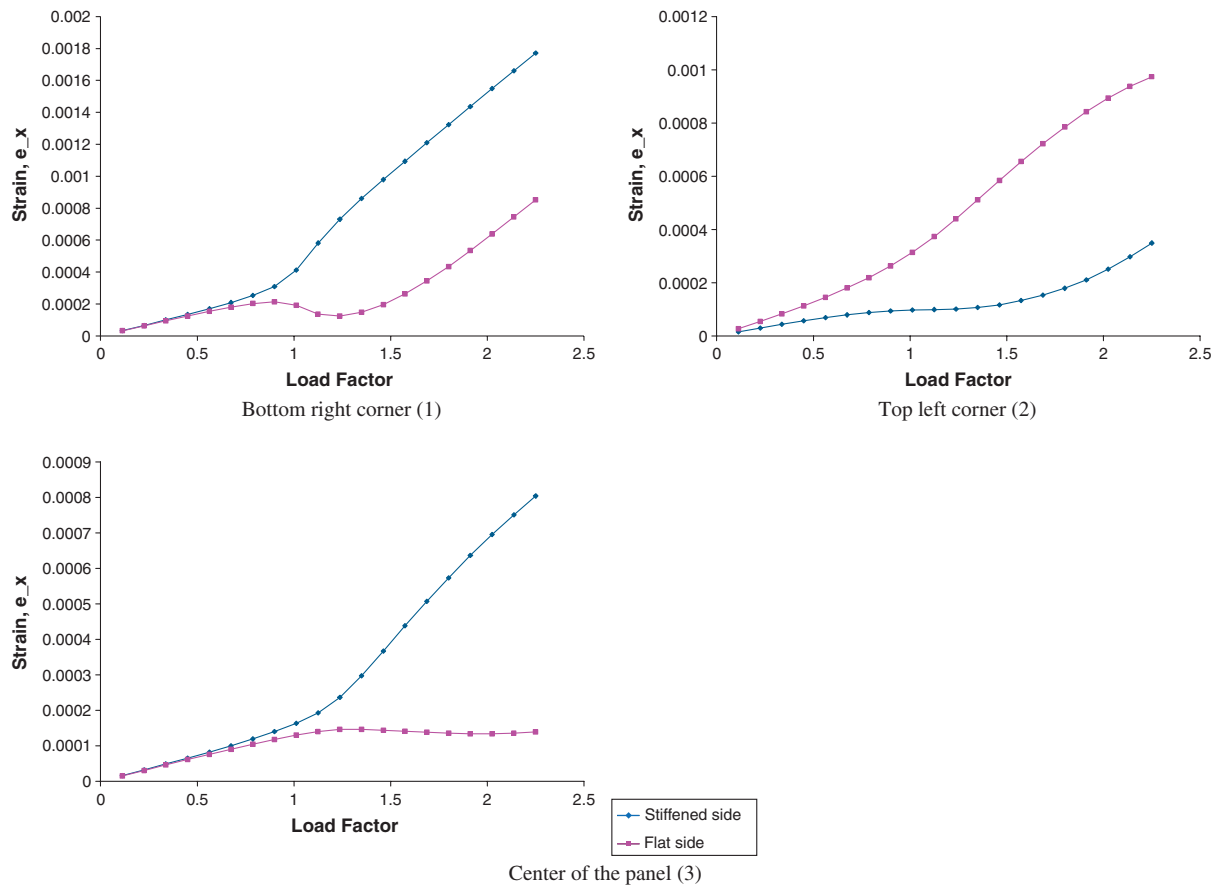 0.002
0.0018
0.0016
0.0014
0.0012
0.001
0.0008
0.0006
0.0004
0.0002
0
Strain, e_x
0 0.5 1 1.5 2 2.5
Load Factor
Bottom right corner (1)
0.0012
0.001
0.0008
0.0006
0.0004
0.0002
0
Strain, e_x
0 0.5 1 1.5 2 2.5
Load Factor
Top left corner (2)
0.0009
0.0008
0.0007
0.0006
0.0005
0.0004
0.0003
0.0002
0.0001
0
Strain, e_x
0 0.5 1 1.5 2 2.5
Load Factor
Stiffened side
Flat side
Center of the panel (3)